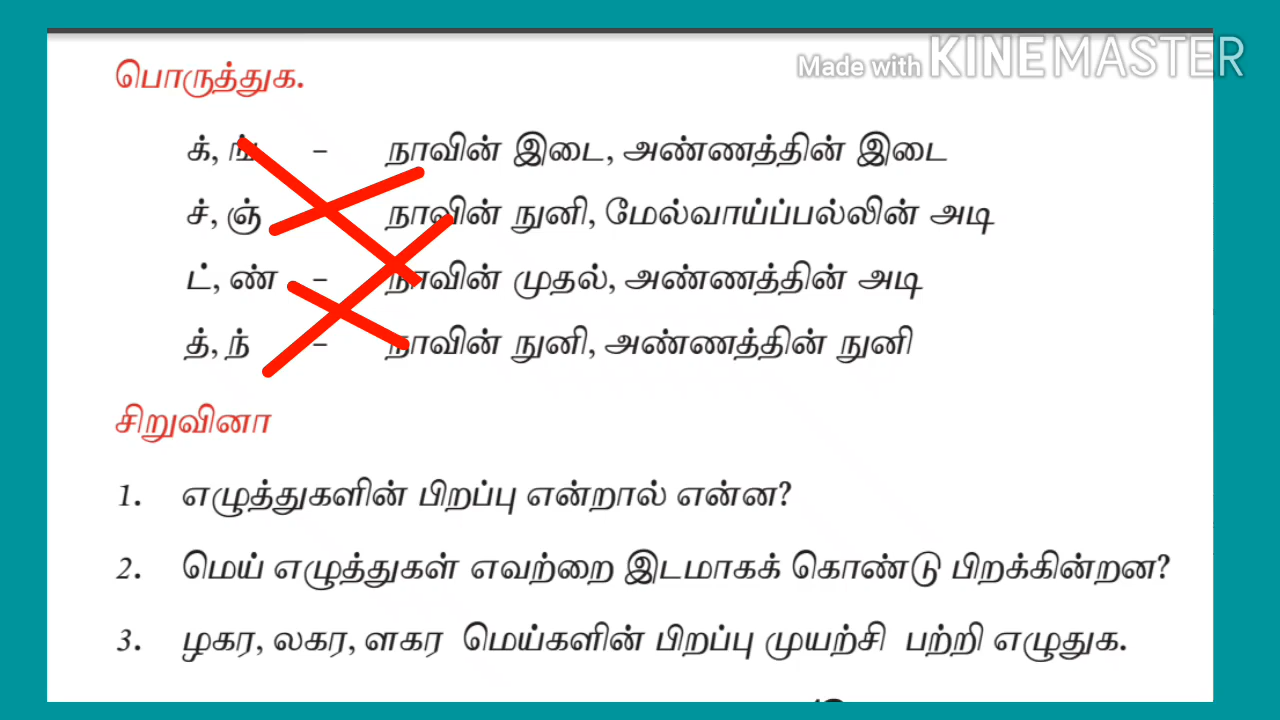 Made with KINEMASTER
பொருத்துக.
க், ங் – நாவின் இடை, அண்ணத்தின் இடை
ச், ஞ் நாவின் நுனி, மேல்வாய்ப்பல்லின் அடி
ட், ண் – நாவின் முதல், அண்ணத்தின் அடி
த், ந் – நாவின் நுனி, அண்ணத்தின் நுனி
சிறுவினா
1. எழுத்துகளின் பிறப்பு என்றால் என்ன?
2. மெய் எழுத்துகள் எவற்றை இடமாகக் கொண்டு பிறக்கின்றன?
3. ழகர, லகர, ளகர மெய்களின் பிறப்பு முயற்சி பற்றி எழுதுக.